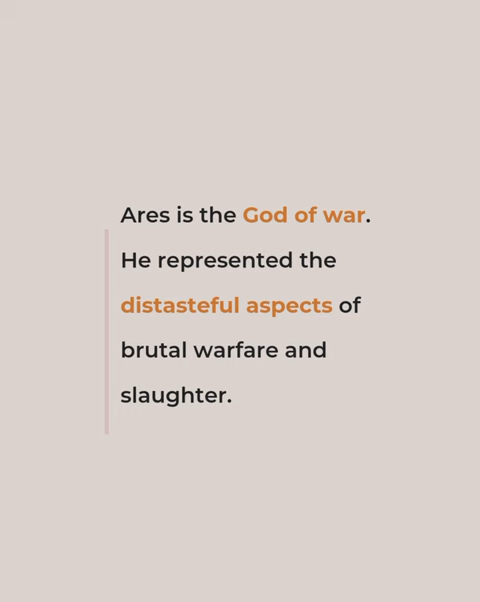 Ares is the God of war.
He represented the
distasteful aspects of
brutal warfare and
slaughter.